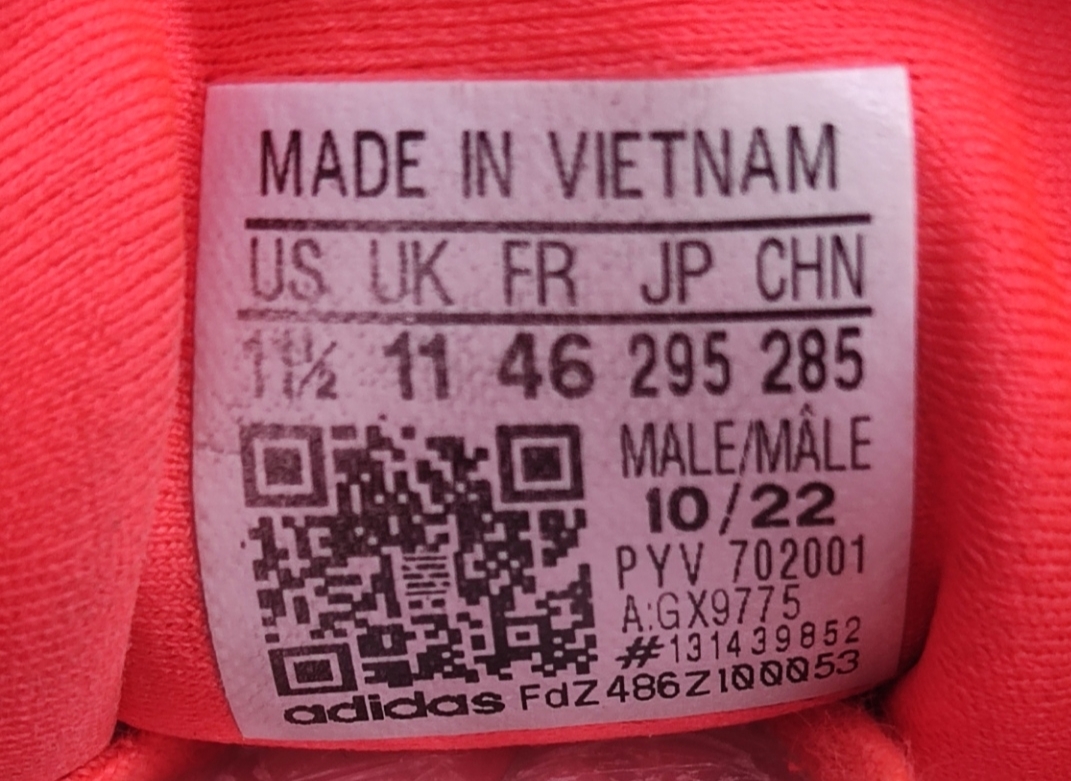 MADE IN VIETNAM
US UK FR JP CHN
11½ 11 46 295 285
MALE/MÂLE
10/22
PYV 702001
A:GX9775
#131439852
adidas FdZ486Z1000053